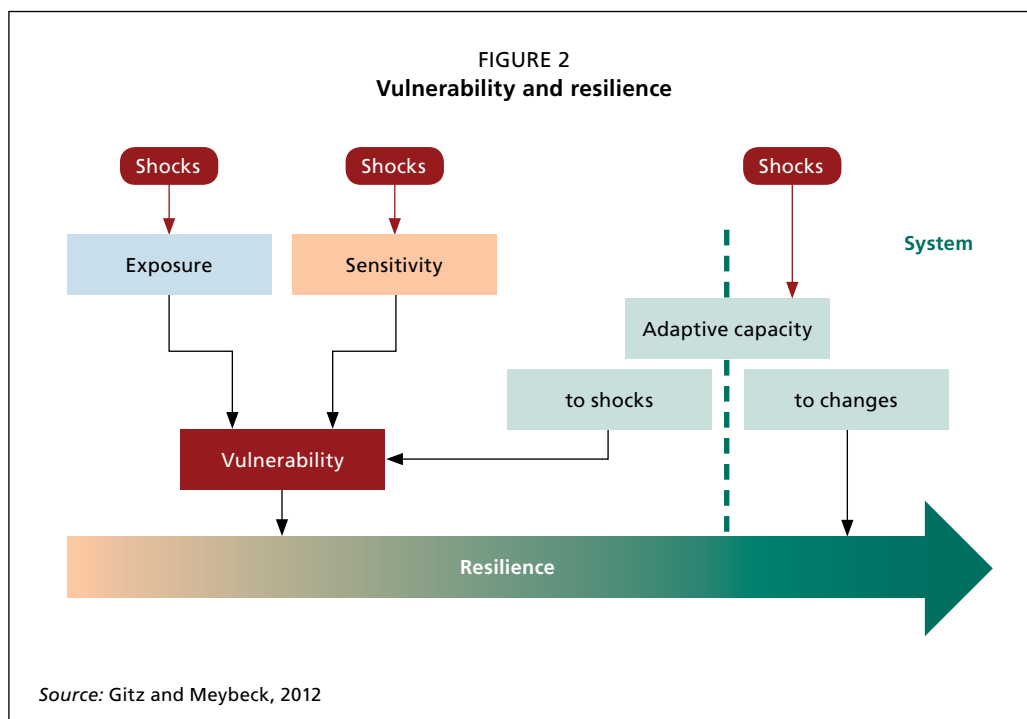 FIGURE 2
Vulnerability and resilience
Shocks
Shocks
Shocks
Exposure
Sensitivity
System
Adaptive capacity
to shocks
to changes
Vulnerability
Resilience
Source: Gitz and Meybeck, 2012